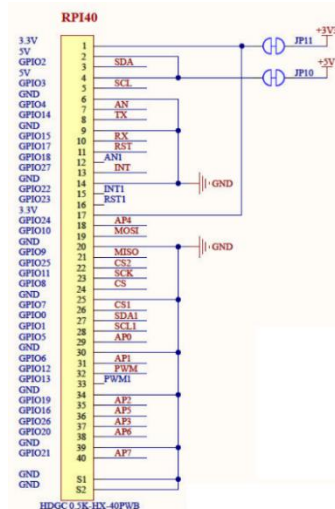 RPI40
3.3V 1 JP11 +3V
5V 2
GPIO2 3 SDA +5V
5V 4 JP10
GPIO3 5 SCL
GND 6
GPIO4 7 AN
GPIO14 8 TX
GND 9
GPIO15 10 RX
GPIO17 11 RST
GPIO18 12 AN1
GPIO27 13 INT
GND 14 GND
GPIO22 15 INT1
GPIO23 16 RST1
3.3V 17
GPIO24 18 AP4
GPIO10 19 MOSI
GND 20 GND
GPIO9 21 MISO
GPIO25 22 CS2
GPIO11 23 SCK
GPIO8 24 CS
GND 25
GPIO7 26 CS1
GPIO0 27 SDA1
GPIO1 28 SCL1
GPIO5 29 AP0
GND 30
GPIO6 31 AP1
GPIO12 32 PWM
GPIO13 33 PWM1
GND 34
GPIO19 35 AP2
GPIO16 36 AP5
GPIO26 37 AP3
GPIO20 38 AP6
GND 39
GPIO21 40 AP7
GND S1
GND S2
HDGC 0.5K-HX-40PWB